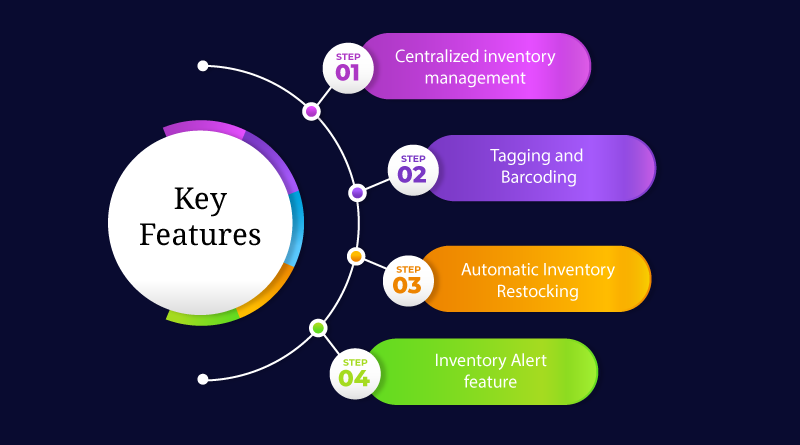 Key
Features
STEP
01
Centralized inventory
management
STEP
02
Tagging and
Barcoding
STEP
03
Automatic Inventory
Restocking
STEP
04
Inventory Alert
feature